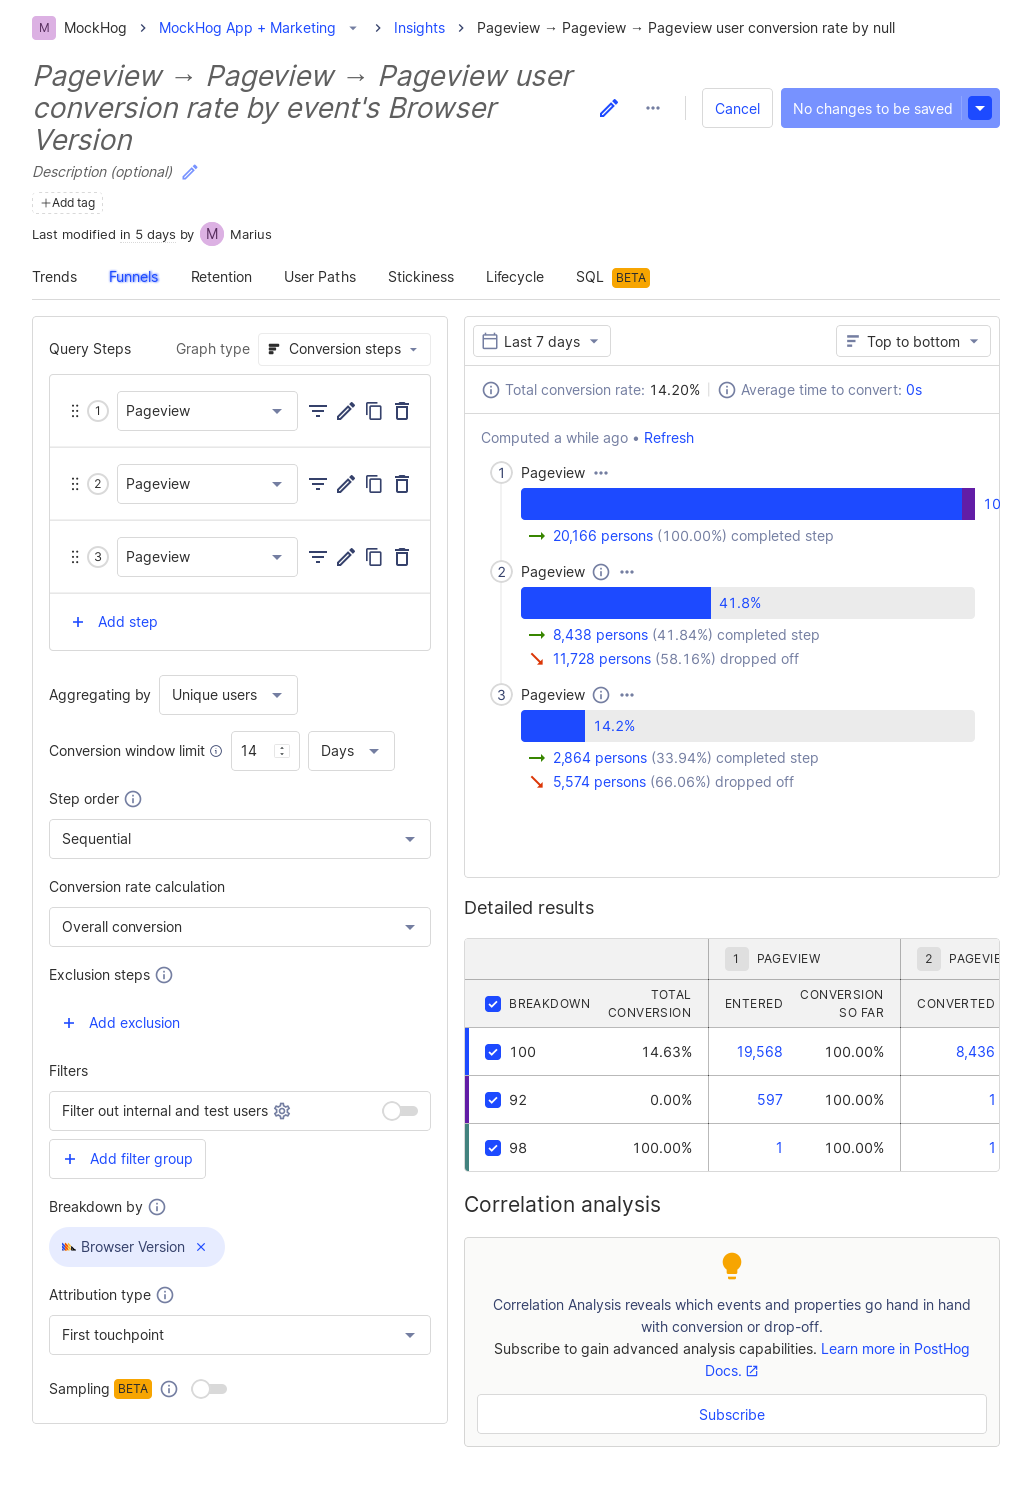 M MockHog MockHog App + Marketing Insights Pageview → Pageview → Pageview user conversion rate by null
Pageview → Pageview → Pageview user
conversion rate by event's Browser
Version
Cancel No changes to be saved
Description (optional)
Add tag
Last modified in 5 days by M Marius
Trends Funnels Retention User Paths Stickiness Lifecycle SQL BETA
Query Steps Graph type Conversion steps
1 Pageview
2 Pageview
3 Pageview
Add step
Aggregating by Unique users
Conversion window limit 14 Days
Step order
Sequential
Conversion rate calculation
Overall conversion
Exclusion steps
Add exclusion
Filters
Filter out internal and test users
Add filter group
Breakdown by
Browser Version
Attribution type
First touchpoint
Sampling BETA
Last 7 days Top to bottom
Total conversion rate: 14.20% Average time to convert: 0s
Computed a while ago • Refresh
1 Pageview
10
20,166 persons (100.00%) completed step
2 Pageview
41.8%
8,438 persons (41.84%) completed step
11,728 persons (58.16%) dropped off
3 Pageview
14.2%
2,864 persons (33.94%) completed step
5,574 persons (66.06%) dropped off
Detailed results
1 PAGEVIEW 2 PAGEVIE
BREAKDOWN TOTAL CONVERSION ENTERED CONVERSION SO FAR CONVERTED
100 14.63% 19,568 100.00% 8,436
92 0.00% 597 100.00% 1
98 100.00% 1 100.00% 1
Correlation analysis
Correlation Analysis reveals which events and properties go hand in hand
with conversion or drop-off.
Subscribe to gain advanced analysis capabilities. Learn more in PostHog
Docs.
Subscribe